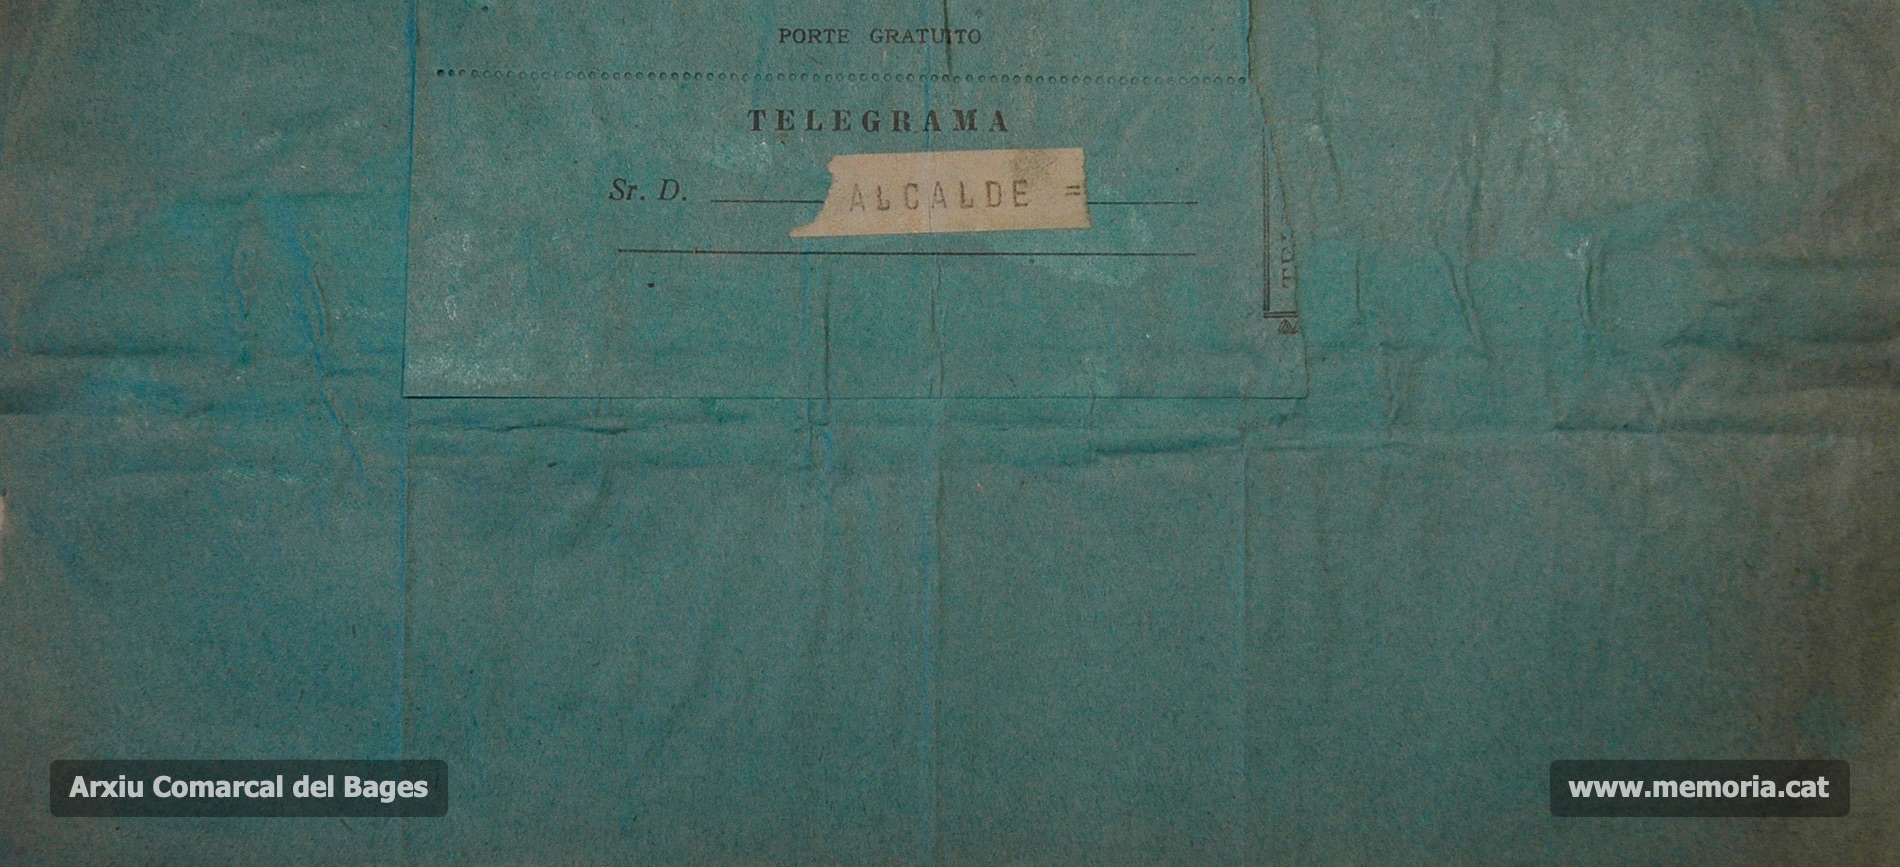 PORTE GRATUITO
TELEGRAMA
Sr. D. ALCALDE =
Arxiu Comarcal del Bages
www.memoria.cat